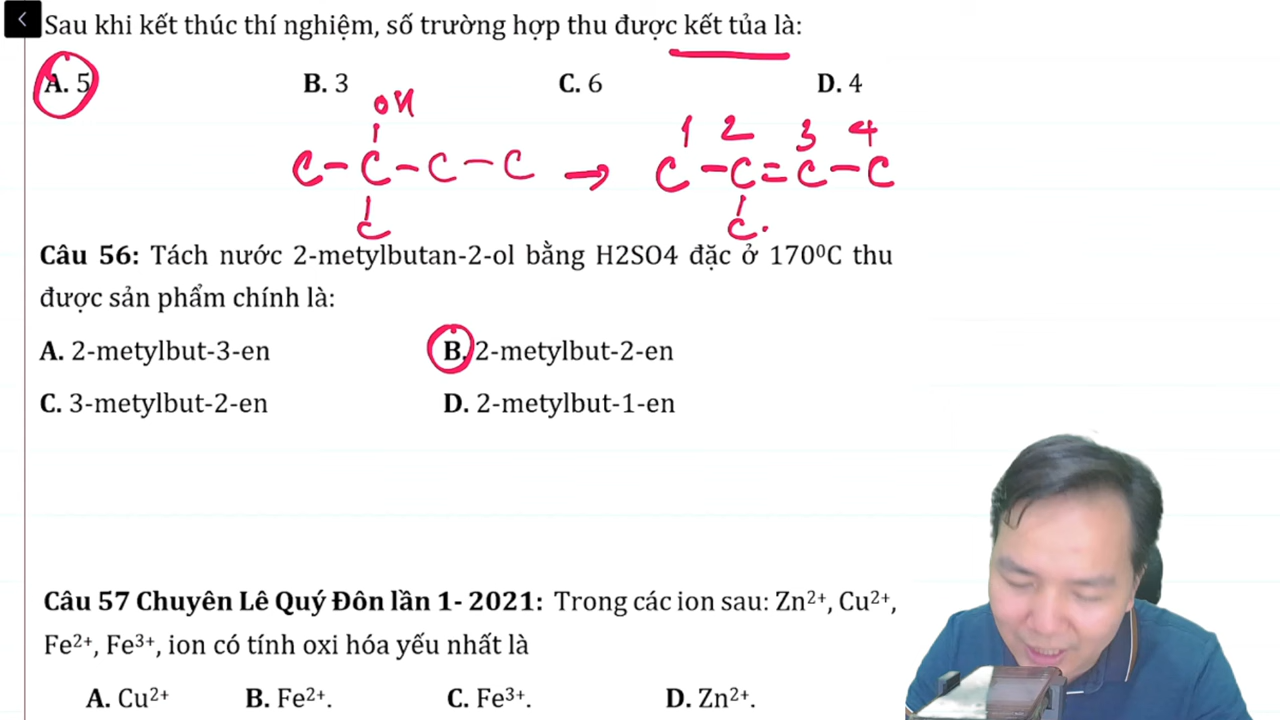 Sau khi kết thúc thí nghiệm, số trường hợp thu được kết tủa là:
A. 5 B. 3 C. 6 D. 4
OH
1 2 3 4
C - C - C - C → C - C = C - C
C C.
Câu 56: Tách nước 2-metylbutan-2-ol bằng H2SO4 đặc ở 170⁰C thu
được sản phẩm chính là:
A. 2-metylbut-3-en B. 2-metylbut-2-en
C. 3-metylbut-2-en D. 2-metylbut-1-en
Câu 57 Chuyên Lê Quý Đôn lần 1- 2021: Trong các ion sau: Zn²⁺, Cu²⁺,
Fe²⁺, Fe³⁺, ion có tính oxi hóa yếu nhất là
A. Cu²⁺ B. Fe²⁺. C. Fe³⁺. D. Zn²⁺.